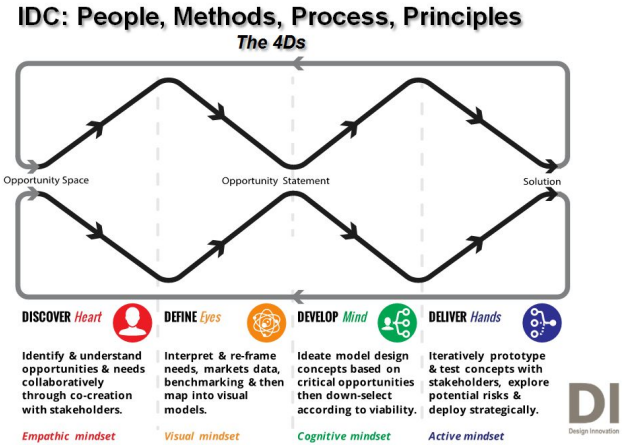 IDC: People, Methods, Process, Principles
The 4Ds
Opportunity Space
Opportunity Statement
Solution
DISCOVER Heart
Identify & understand
opportunities & needs
collaboratively
through co-creation
with stakeholders.
Empathic mindset
DEFINE Eyes
Interpret & re-frame
needs, markets data,
benchmarking & then
map into visual
models.
Visual mindset
DEVELOP Mind
Ideate model design
concepts based on
critical opportunities
then down-select
according to viability.
Cognitive mindset
DELIVER Hands
Iteratively prototype
& test concepts with
stakeholders, explore
potential risks &
deploy strategically.
Active mindset
DI
Design Innovation